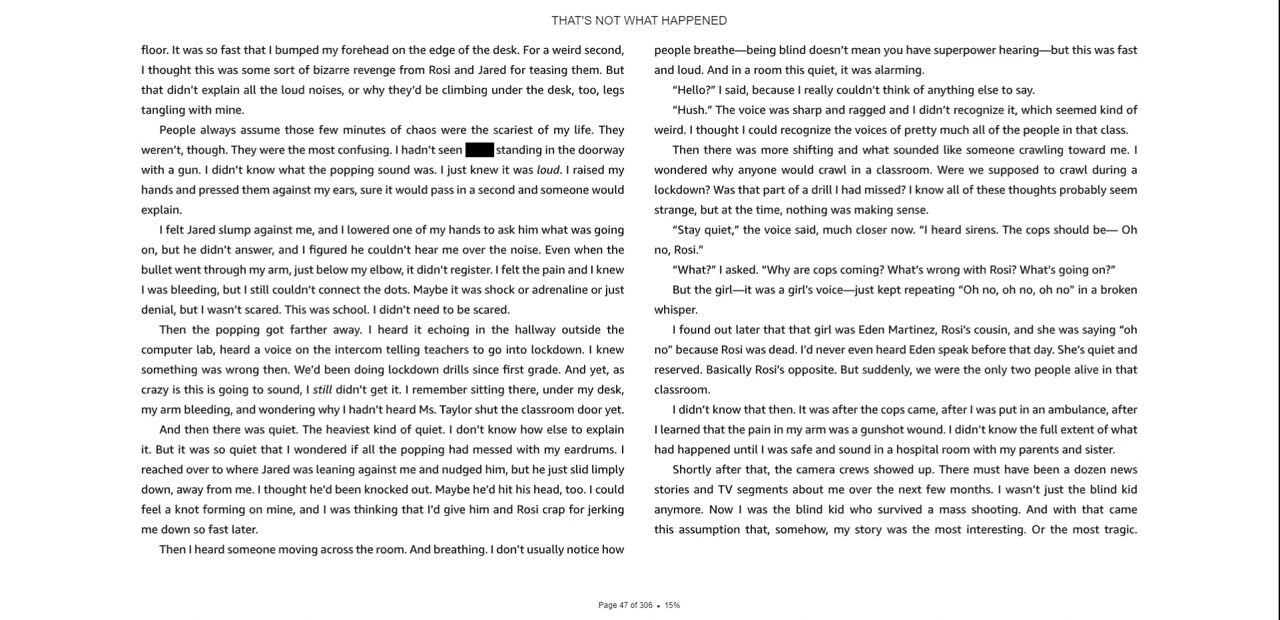 THAT'S NOT WHAT HAPPENED
floor. It was so fast that I bumped my forehead on the edge of the desk. For a weird second,
I thought this was some sort of bizarre revenge from Rosi and Jared for teasing them. But
that didn't explain all the loud noises, or why they'd be climbing under the desk, too, legs
tangling with mine.
People always assume those few minutes of chaos were the scariest of my life. They
weren't, though. They were the most confusing. I hadn't seen standing in the doorway
with a gun. I didn't know what the popping sound was. I just knew it was loud. I raised my
hands and pressed them against my ears, sure it would pass in a second and someone would
explain.
I felt Jared slump against me, and I lowered one of my hands to ask him what was going
on, but he didn't answer, and I figured he couldn't hear me over the noise. Even when the
bullet went through my arm, just below my elbow, it didn't register. I felt the pain and I knew
I was bleeding, but I still couldn't connect the dots. Maybe it was shock or adrenaline or just
denial, but I wasn't scared. This was school. I didn't need to be scared.
Then the popping got farther away. I heard it echoing in the hallway outside the
computer lab, heard a voice on the intercom telling teachers to go into lockdown. I knew
something was wrong then. We'd been doing lockdown drills since first grade. And yet, as
crazy is this is going to sound, I still didn't get it. I remember sitting there, under my desk,
my arm bleeding, and wondering why I hadn't heard Ms. Taylor shut the classroom door yet.
And then there was quiet. The heaviest kind of quiet. I don't know how else to explain
it. But it was so quiet that I wondered if all the popping had messed with my eardrums. I
reached over to where Jared was leaning against me and nudged him, but he just slid limply
down, away from me. I thought he'd been knocked out. Maybe he'd hit his head, too. I could
feel a knot forming on mine, and I was thinking that I'd give him and Rosi crap for jerking
me down so fast later.
Then I heard someone moving across the room. And breathing. I don't usually notice how
people breathe—being blind doesn't mean you have superpower hearing—but this was fast
and loud. And in a room this quiet, it was alarming.
"Hello?" I said, because I really couldn't think of anything else to say.
"Hush." The voice was sharp and ragged and I didn't recognize it, which seemed kind of
weird. I thought I could recognize the voices of pretty much all of the people in that class.
Then there was more shifting and what sounded like someone crawling toward me. I
wondered why anyone would crawl in a classroom. Were we supposed to crawl during a
lockdown? Was that part of a drill I had missed? I know all of these thoughts probably seem
strange, but at the time, nothing was making sense.
"Stay quiet," the voice said, much closer now. "I heard sirens. The cops should be— Oh
no, Rosi."
"What?" I asked. "Why are cops coming? What's wrong with Rosi? What's going on?"
But the girl—it was a girl's voice—just kept repeating "Oh no, oh no, oh no" in a broken
whisper.
I found out later that that girl was Eden Martinez, Rosi's cousin, and she was saying "oh
no" because Rosi was dead. I'd never even heard Eden speak before that day. She's quiet and
reserved. Basically Rosi's opposite. But suddenly, we were the only two people alive in that
classroom.
I didn't know that then. It was after the cops came, after I was put in an ambulance, after
I learned that the pain in my arm was a gunshot wound. I didn't know the full extent of what
had happened until I was safe and sound in a hospital room with my parents and sister.
Shortly after that, the camera crews showed up. There must have been a dozen news
stories and TV segments about me over the next few months. I wasn't just the blind kid
anymore. Now I was the blind kid who survived a mass shooting. And with that came
this assumption that, somehow, my story was the most interesting. Or the most tragic.
Page 47 of 306 • 15%